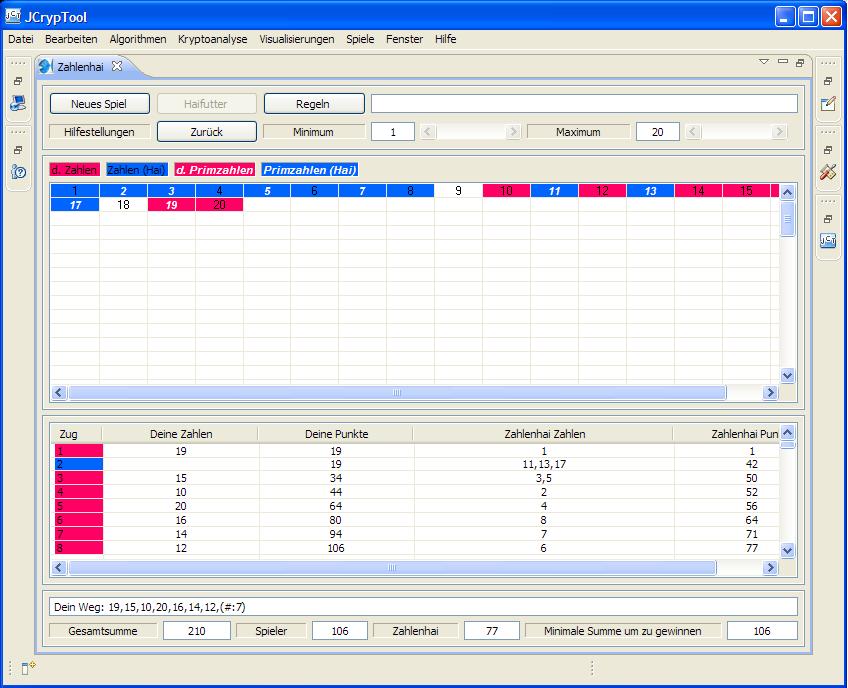 JCrypTool
Datei Bearbeiten Algorithmen Kryptoanalyse Visualisierungen Spiele Fenster Hilfe
Zahlenhai
Neues Spiel Haifutter Regeln
Hilfestellungen Zurück Minimum 1 Maximum 20
d. Zahlen Zahlen (Hai) d. Primzahlen Primzahlen (Hai)
1 2 3 4 5 6 7 8 9 10 11 12 13 14 15
17 18 19 20
Zug Deine Zahlen Deine Punkte Zahlenhai Zahlen Zahlenhai Pun
1 19 19 1 1
2 19 11,13,17 42
3 15 34 3,5 50
4 10 44 2 52
5 20 64 4 56
6 16 80 8 64
7 14 94 7 71
8 12 106 6 77
Dein Weg: 19,15,10,20,16,14,12,(#:7)
Gesamtsumme 210 Spieler 106 Zahlenhai 77 Minimale Summe um zu gewinnen 106
JCT